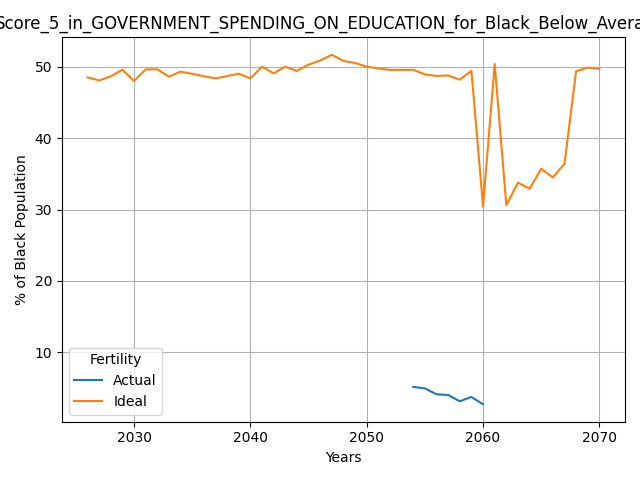 Score_5_in_GOVERNMENT_SPENDING_ON_EDUCATION_for_Black_Below_Avera
50
40
30
20
10
% of Black Population
Fertility
Actual
Ideal
2030
2040
2050
2060
2070
Years